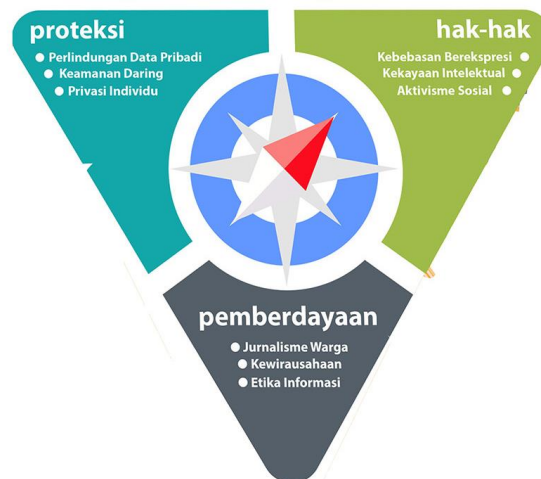 proteksi
● Perlindungan Data Pribadi
● Keamanan Daring
● Privasi Individu
hak-hak
Kebebasan Berekspresi ●
Kekayaan Intelektual ●
Aktivisme Sosial ●
pemberdayaan
● Jurnalisme Warga
● Kewirausahaan
● Etika Informasi